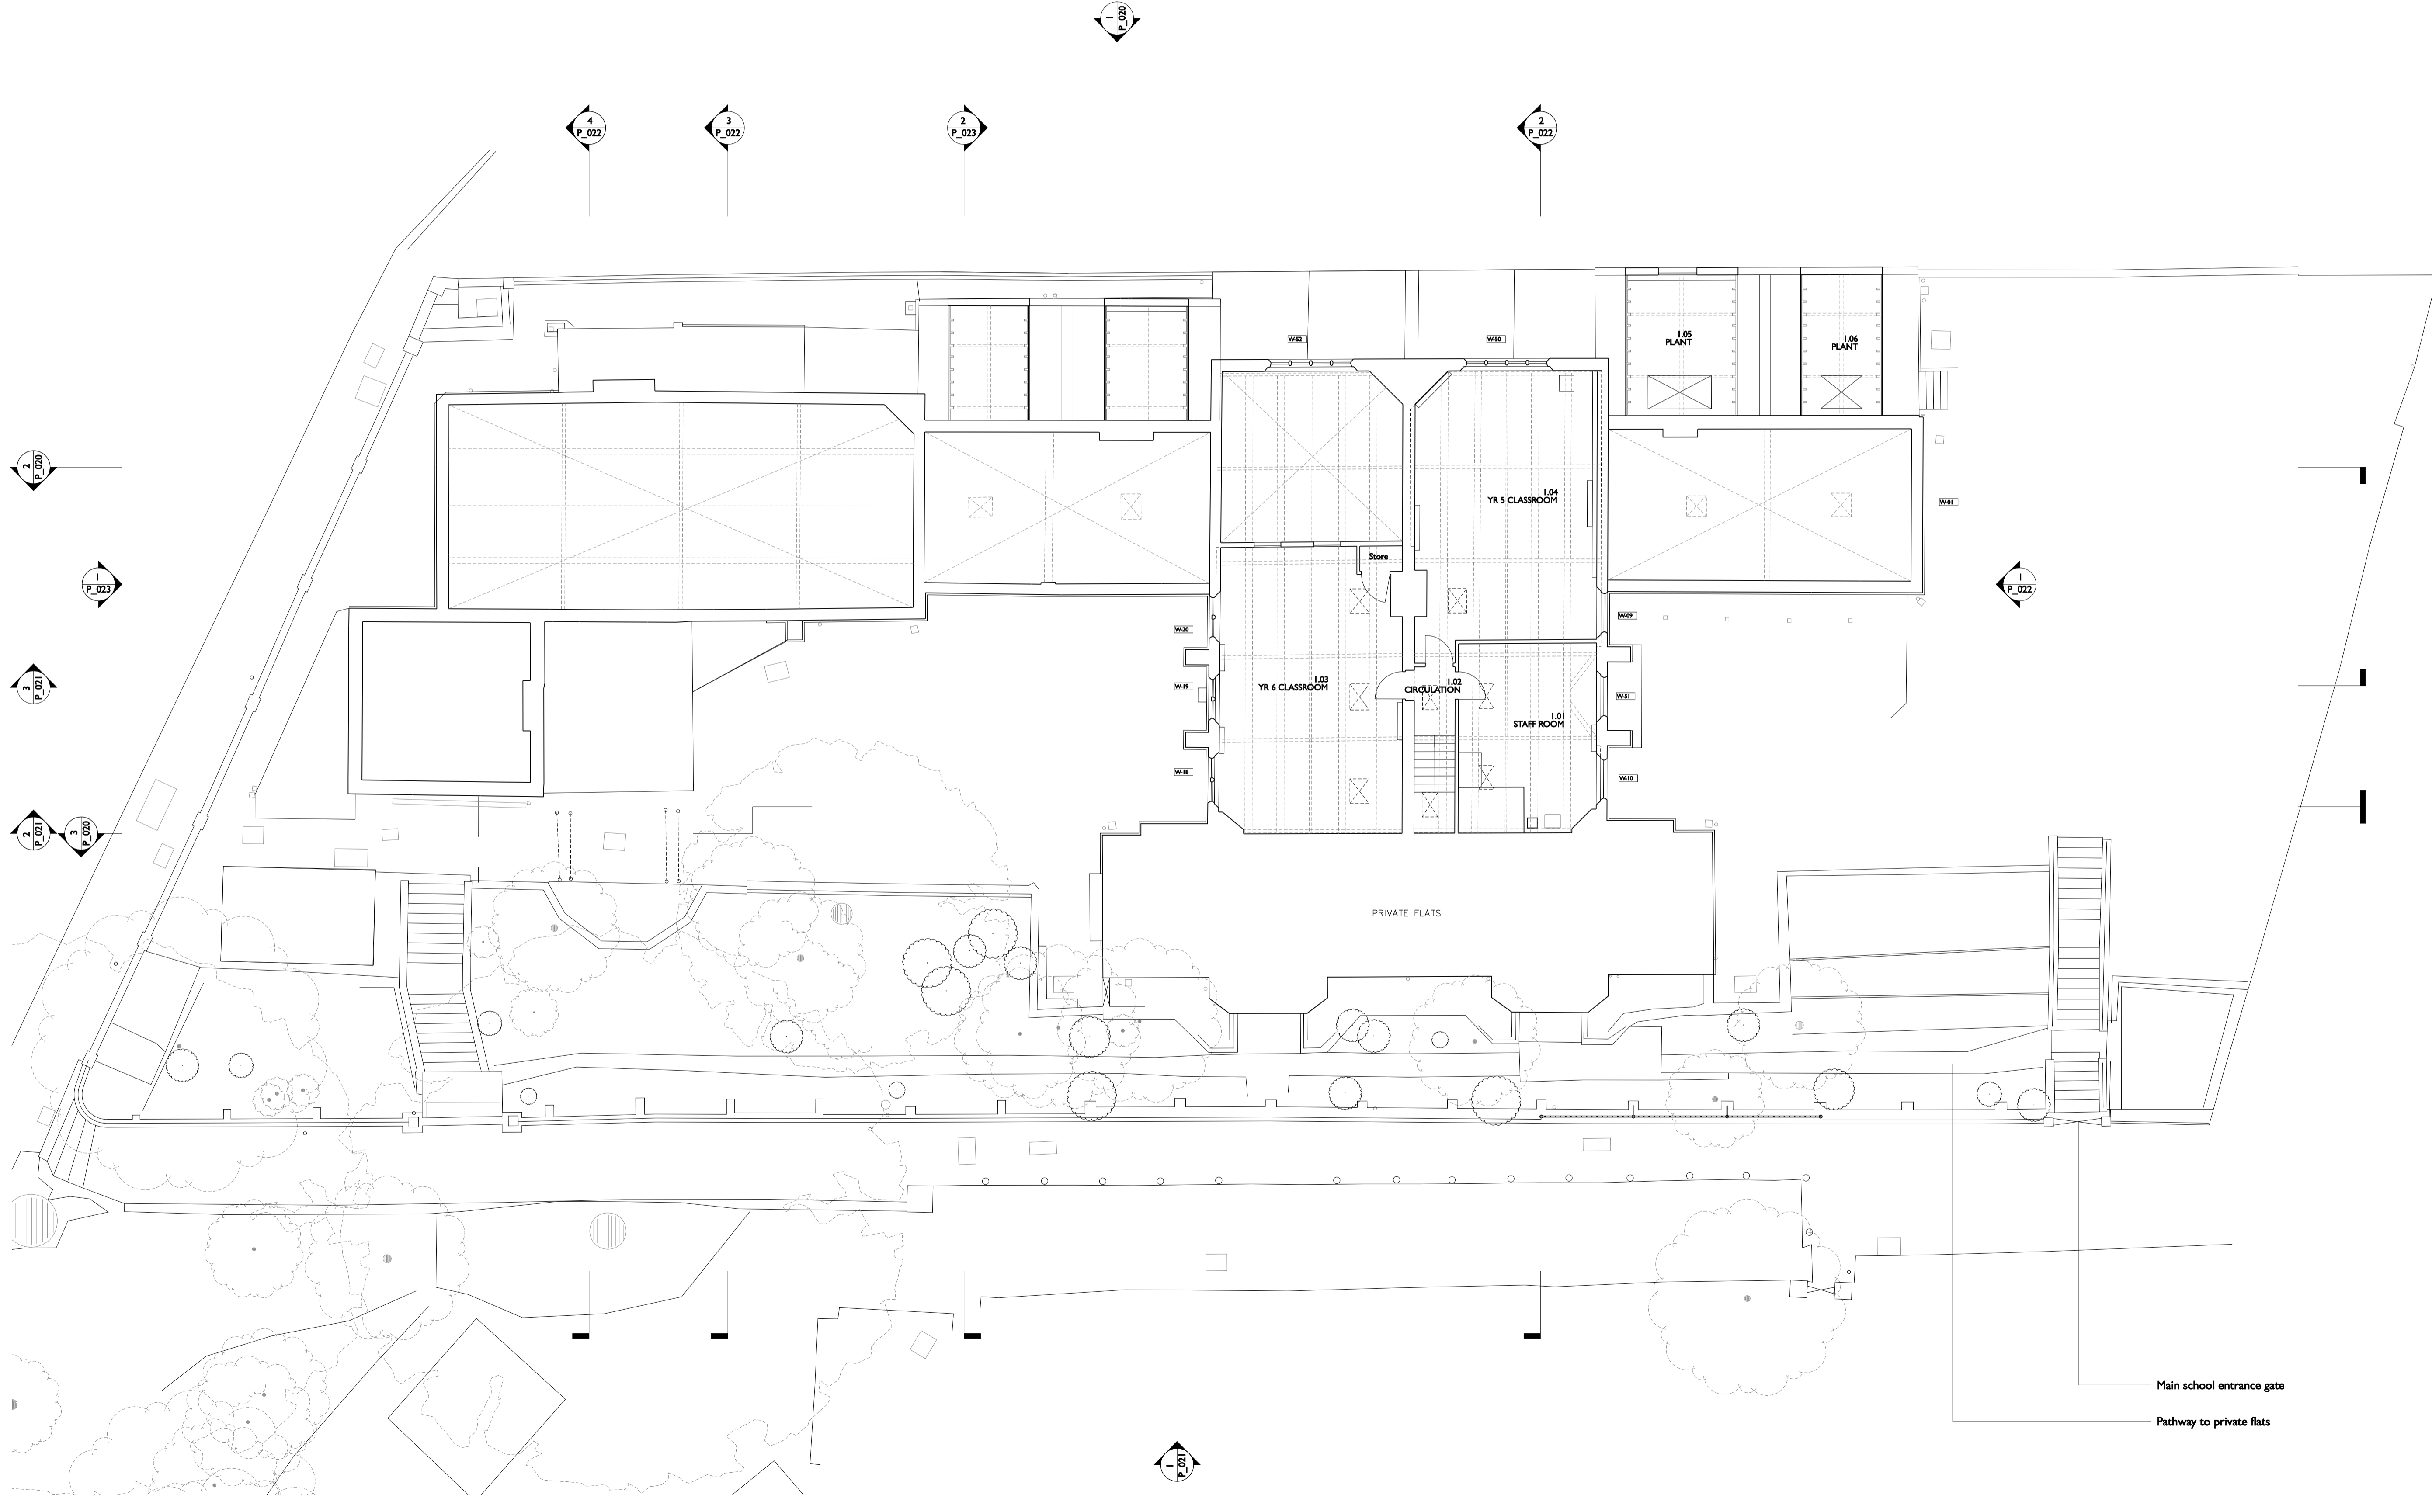 1
P_020
4
P_022
3
P_022
2
P_023
2
P_022
W-52
W-50
1.05
PLANT
1.06
PLANT
2
P_020
1.04
YR 5 CLASSROOM
W-01
Store
1
P_023
1
P_022
W-20
W-09
3
P_021
W-19
1.03
YR 6 CLASSROOM
1.02
CIRCULATION
W-51
1.01
STAFF ROOM
W-18
W-10
2
P_021
3
P_020
PRIVATE FLATS
Main school entrance gate
Pathway to private flats
1
P_021